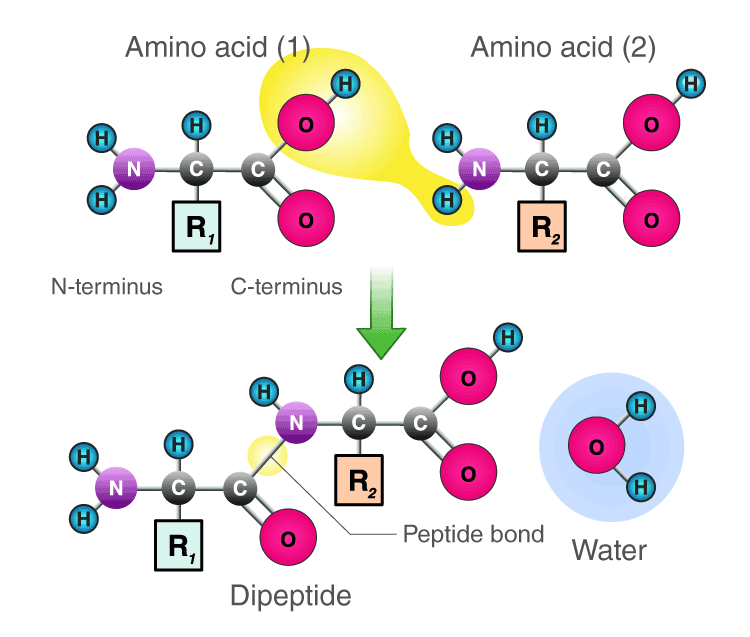 Amino acid (1)
Amino acid (2)
H
H
O
O
H
H
H
H
N
C
C
N
C
C
H
H
R1
O
R2
O
N-terminus
C-terminus
H
H
O
H
H
N
C
C
H
O
H
H
H
R2
O
N
C
C
H
H
R1
O
Peptide bond
Water
Dipeptide